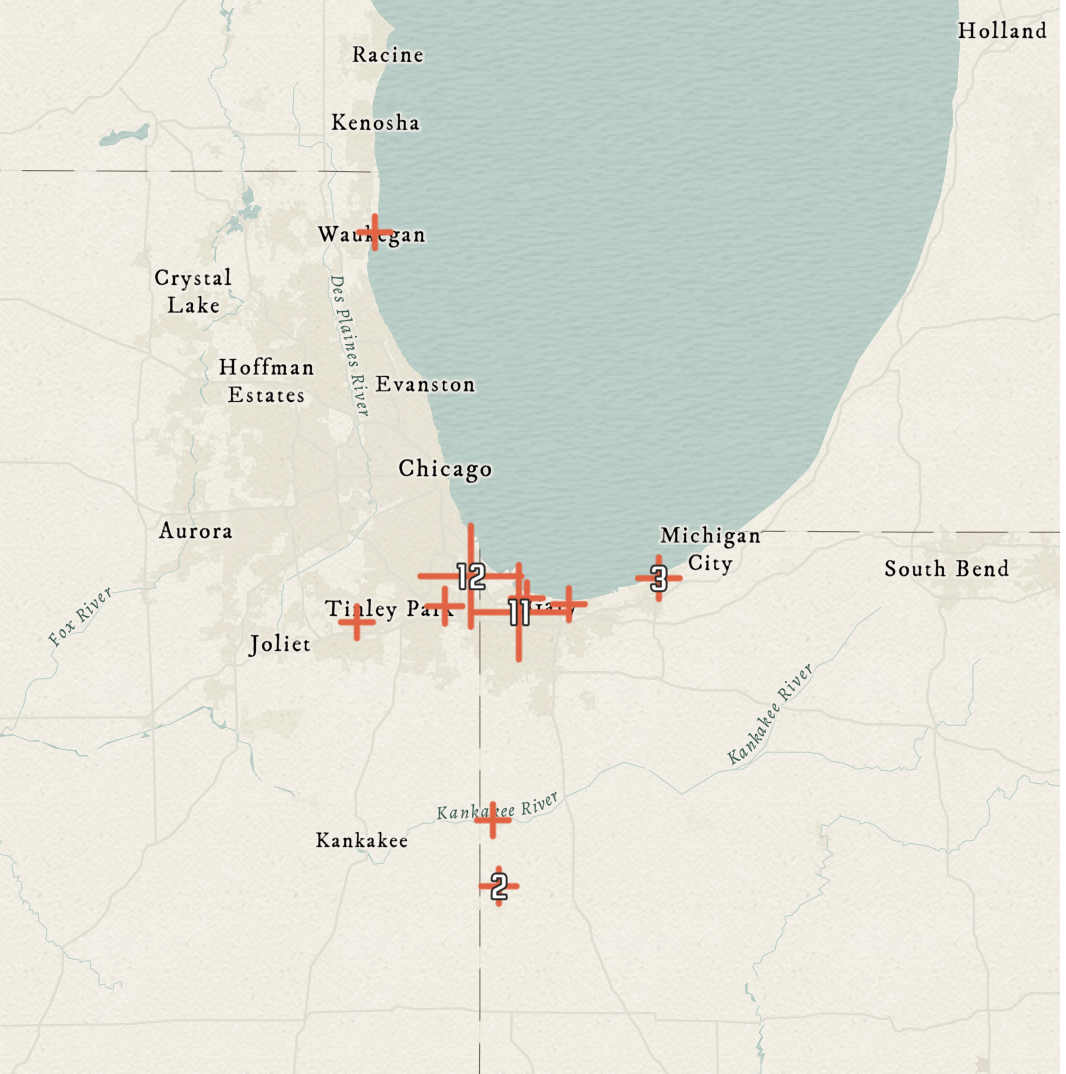 Holland
Racine
Kenosha
Waukegan
Crystal
Lake
Des Plaines River
Hoffman
Estates
Evanston
Chicago
Aurora
Michigan
City
South Bend
12
3
Fox River
Tinley Park
11
Gary
Joliet
Kankakee River
Kankakee River
Kankakee
2